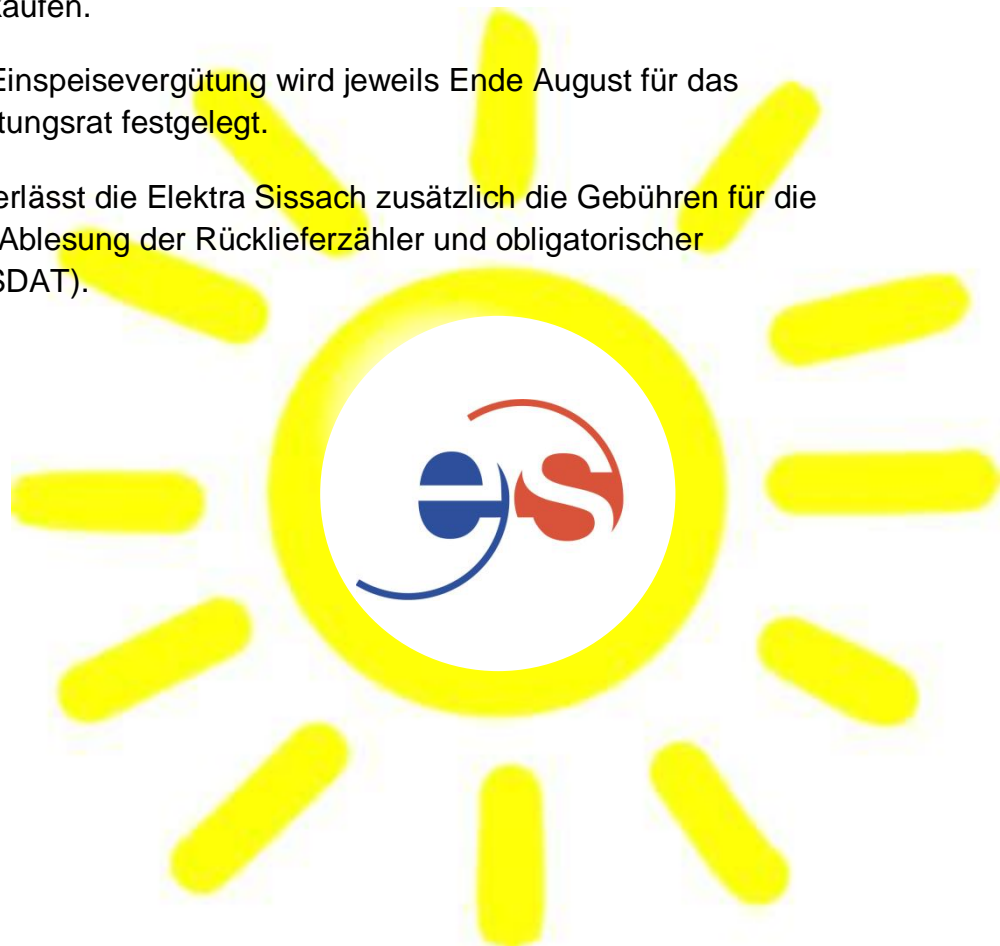 kaufen.
Einspeisevergütung wird jeweils Ende August für das
tungsrat festgelegt.
erlässt die Elektra Sissach zusätzlich die Gebühren für die
Ablesung der Rücklieferzähler und obligatorischer
SDAT).
es